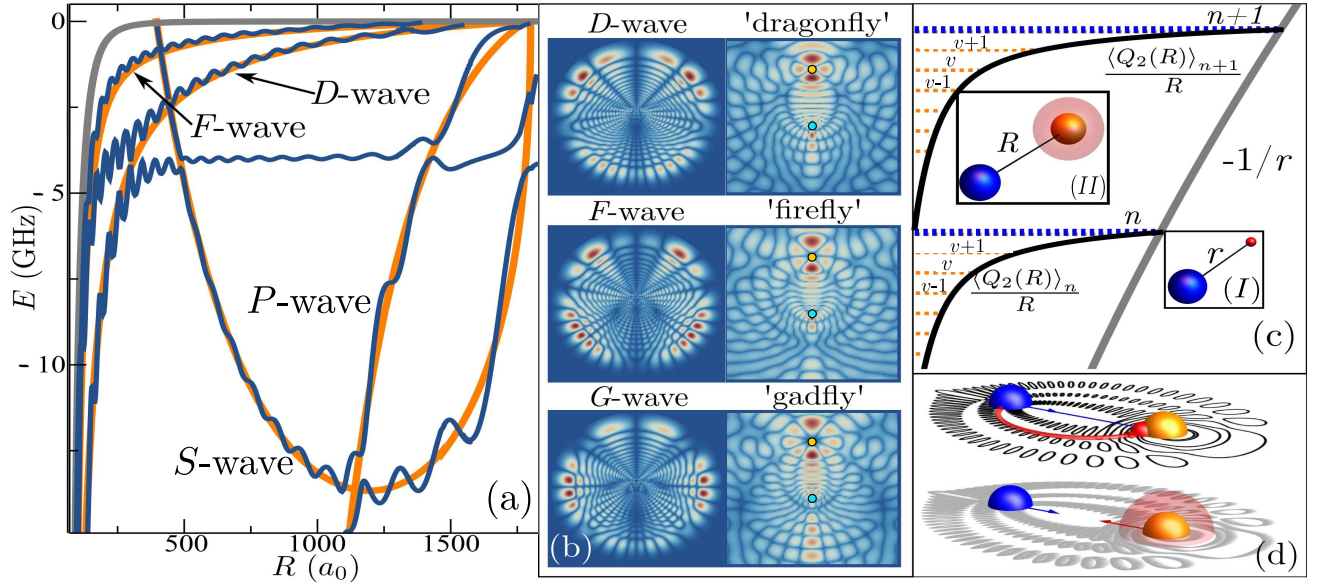 0
- 5
- 10
E (GHz)
F-wave
D-wave
P-wave
S-wave
(a)
500
1000
1500
R (a₀)
D-wave
'dragonfly'
F-wave
'firefly'
G-wave
'gadfly'
(b)
n+1
v+1
v
v-1
⟨Q₂(R)⟩ₙ₊₁
R
R
(II)
-1/r
n
v+1
v
v-1
⟨Q₂(R)⟩ₙ
R
r
(I)
(c)
(d)